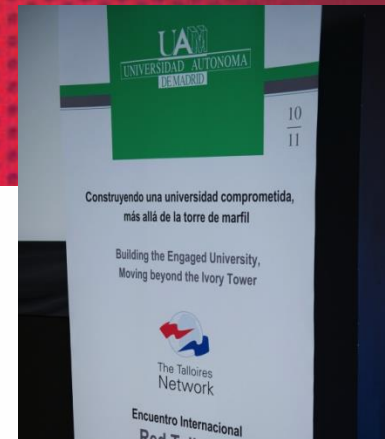 UAM
UNIVERSIDAD AUTONOMA
DE MADRID
10
11
Construyendo una universidad comprometida,
más allá de la torre de marfil
Building the Engaged University,
Moving beyond the Ivory Tower
The Talloires
Network
Encuentro Internacional